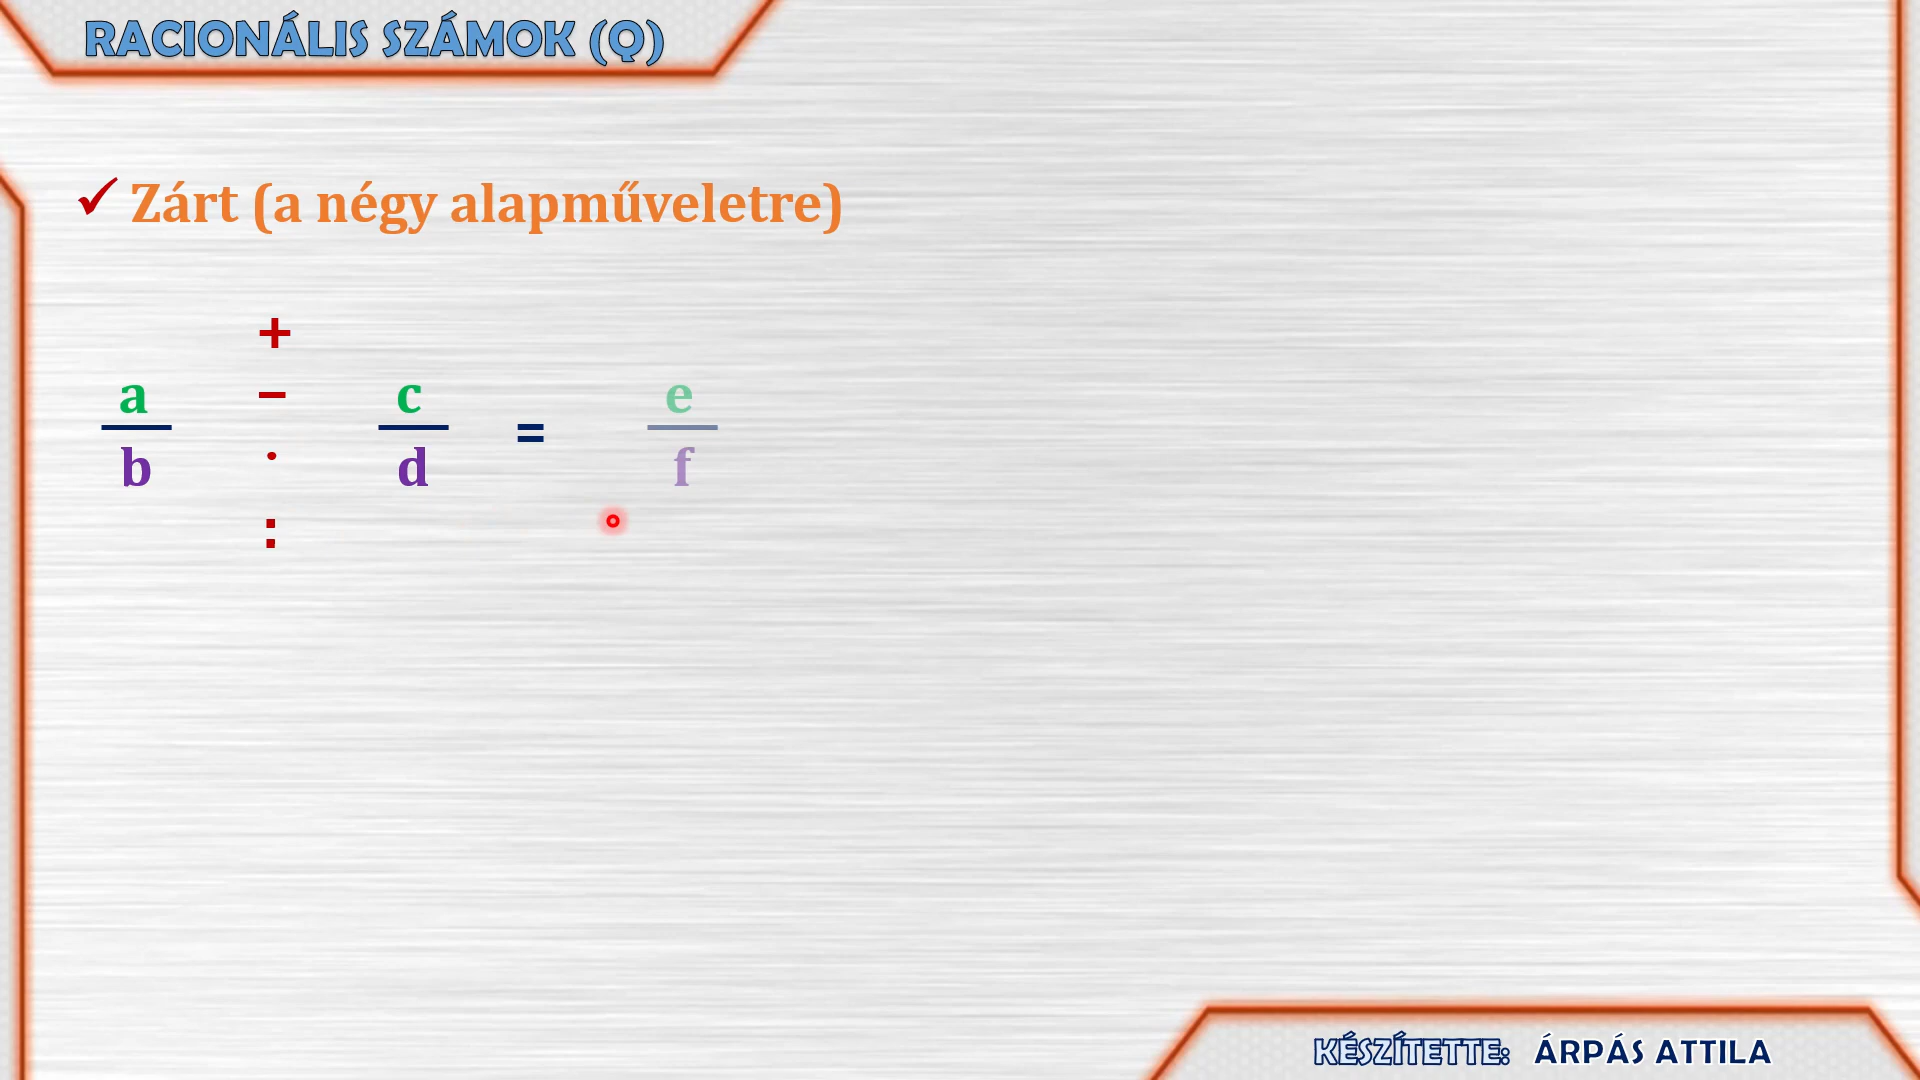 RACIONÁLIS SZÁMOK (Q)
✓ Zárt (a négy alapműveletre)
+
a − c = e
b · d f
:
KÉSZÍTETTE: ÁRPÁS ATTILA